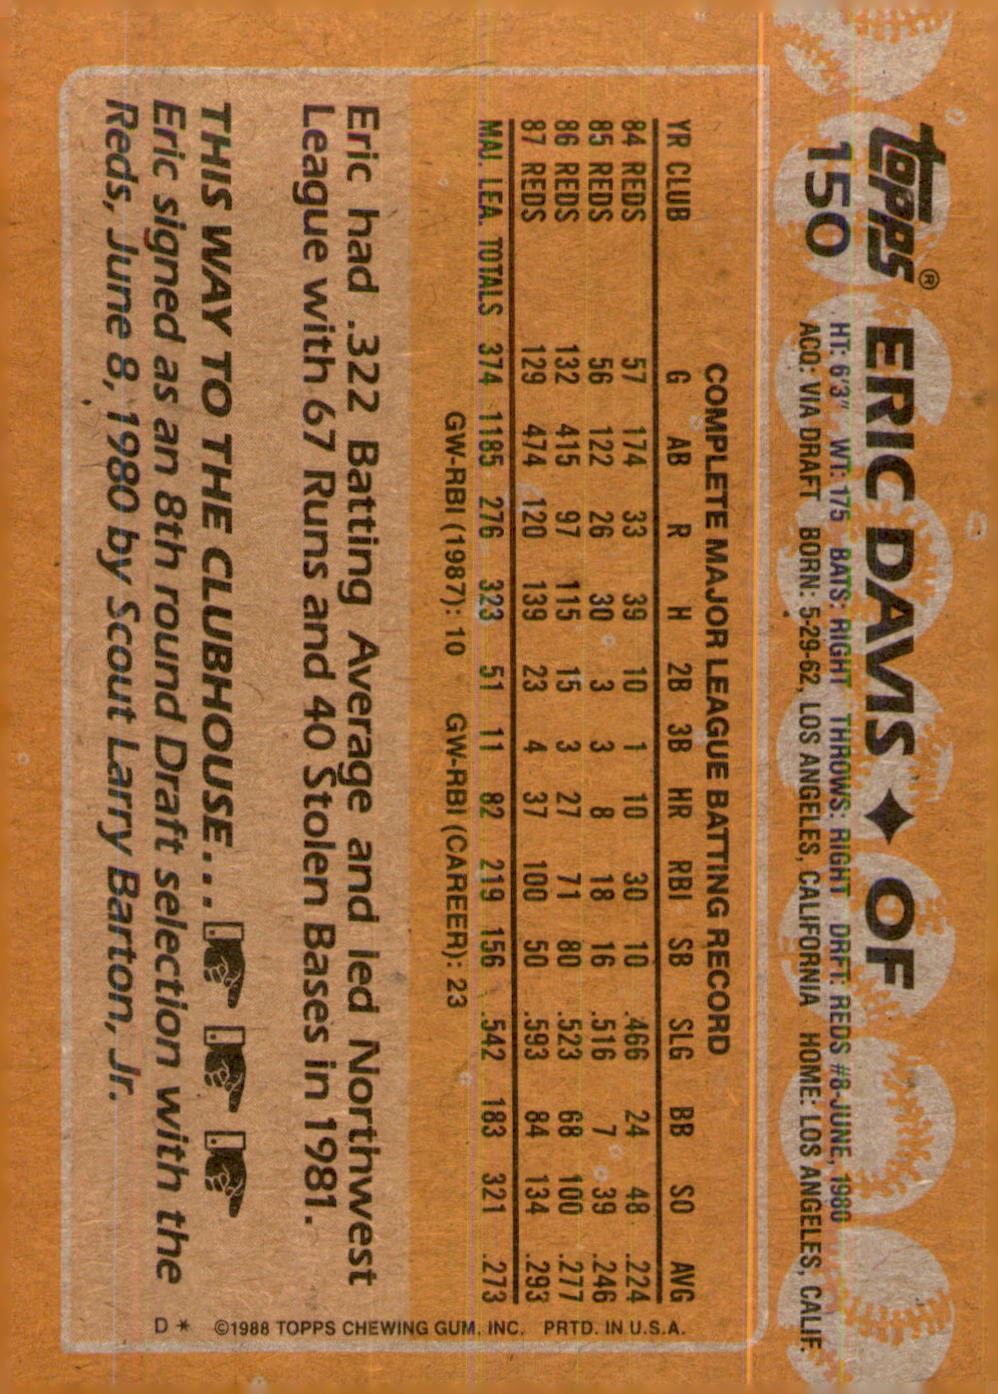 topps® ERIC DAVIS ✦ OF
150 HT: 6'3" WT: 175 BATS: RIGHT THROWS: RIGHT DRFT: REDS #8-JUNE, 1980
ACQ: VIA DRAFT BORN: 5-29-62, LOS ANGELES, CALIFORNIA HOME: LOS ANGELES, CALIF.
COMPLETE MAJOR LEAGUE BATTING RECORD
YR CLUB G AB R H 2B 3B HR RBI SB SLG BB SO AVG
84 REDS 57 174 33 39 10 1 10 30 10 .466 24 48 .224
85 REDS 56 122 26 30 3 3 8 18 16 .516 7 39 .246
86 REDS 132 415 97 115 15 3 27 71 80 .523 68 100 .277
87 REDS 129 474 120 139 23 4 37 100 50 .593 84 134 .293
MAJ. LEA. TOTALS 374 1185 276 323 51 11 82 219 156 .542 183 321 .273
GW-RBI (1987): 10 GW-RBI (CAREER): 23
Eric had .322 Batting Average and led Northwest
League with 67 Runs and 40 Stolen Bases in 1981.
THIS WAY TO THE CLUBHOUSE...
Eric signed as an 8th round Draft selection with the
Reds, June 8, 1980 by Scout Larry Barton, Jr.
D* ©1988 TOPPS CHEWING GUM, INC. PRTD. IN U.S.A.